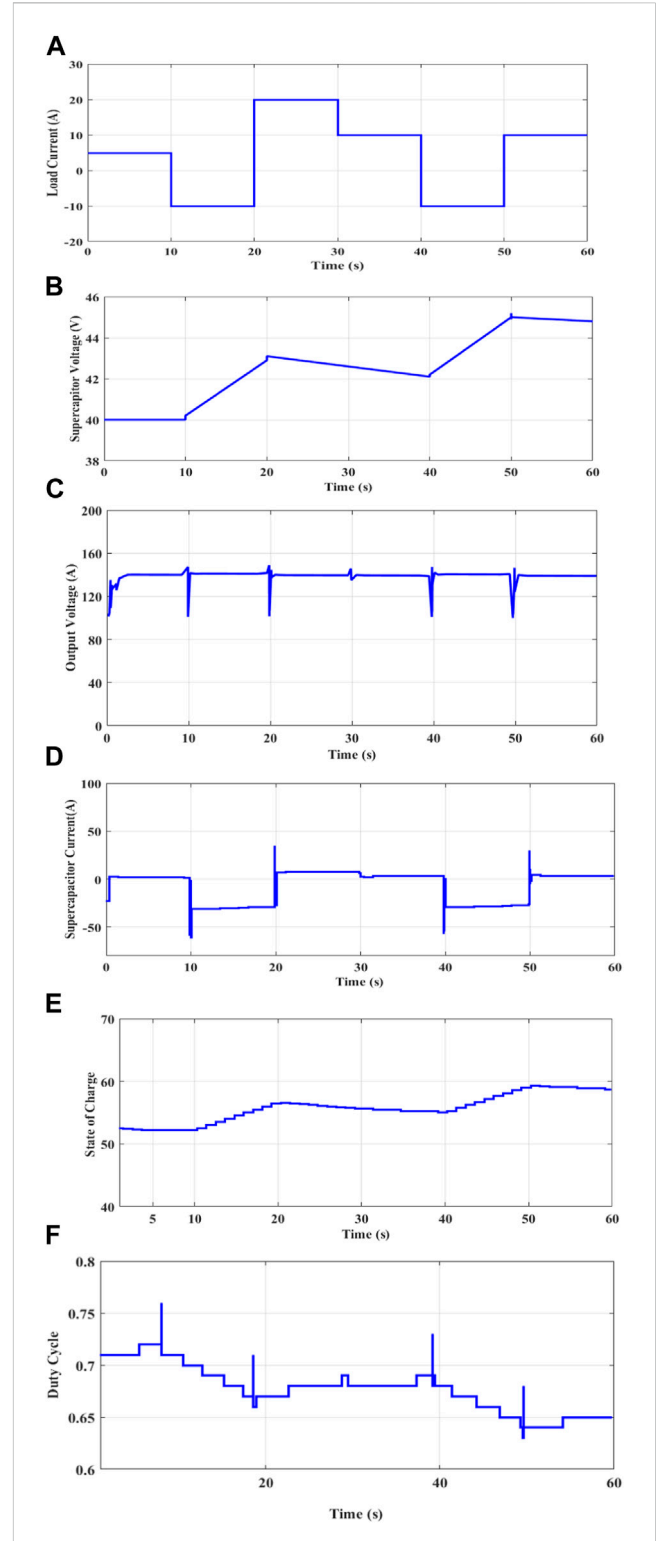 A
30
20
10
0
-10
-20
Load Current (A)
0 10 20 30 40 50 60
Time (s)
B
46
44
42
40
38
Supercapitor Voltage (V)
0 10 20 30 40 50 60
Time (s)
C
200
160
120
80
40
0
Output Voltage (A)
0 10 20 30 40 50 60
Time (s)
D
100
50
0
-50
Supercapacitor Current(A)
0 10 20 30 40 50 60
Time (s)
E
70
60
50
40
State of Charge
5 10 20 30 40 50 60
Time (s)
F
0.8
0.75
0.7
0.65
0.6
Duty Cycle
20 40 60
Time (s)